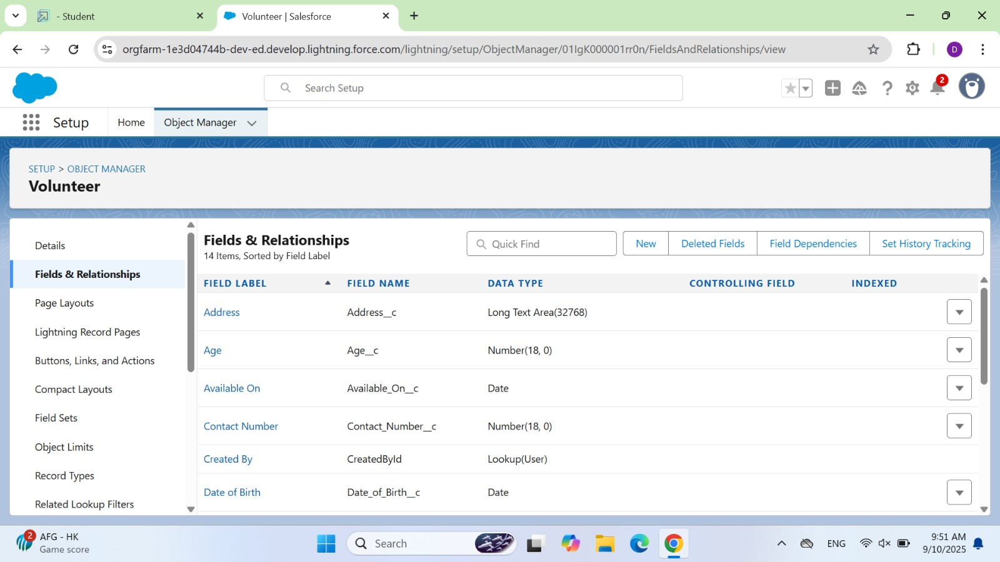 - Student
Volunteer | Salesforce
orgfarm-1e3d04744b-dev-ed.develop.lightning.force.com/lightning/setup/ObjectManager/01IgK000001rr0n/FieldsAndRelationships/view
D
Search Setup
2
Setup
Home
Object Manager
SETUP > OBJECT MANAGER
Volunteer
Details
Fields & Relationships
Page Layouts
Lightning Record Pages
Buttons, Links, and Actions
Compact Layouts
Field Sets
Object Limits
Record Types
Related Lookup Filters
Fields & Relationships
14 Items, Sorted by Field Label
Quick Find
New
Deleted Fields
Field Dependencies
Set History Tracking
FIELD LABEL FIELD NAME DATA TYPE CONTROLLING FIELD INDEXED
Address Address__c Long Text Area(32768)
Age Age__c Number(18, 0)
Available On Available_On__c Date
Contact Number Contact_Number__c Number(18, 0)
Created By CreatedById Lookup(User)
Date of Birth Date_of_Birth__c Date
2
AFG - HK
Game score
Search
ENG
9:51 AM
9/10/2025